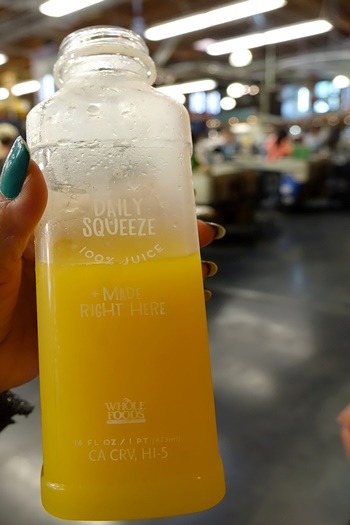 DAILY
SQUEEZE
100% JUICE
+ MADE
RIGHT HERE
WHOLE
FOODS
16 FL OZ / 1 PT (473ml)
CA CRV, HI-5